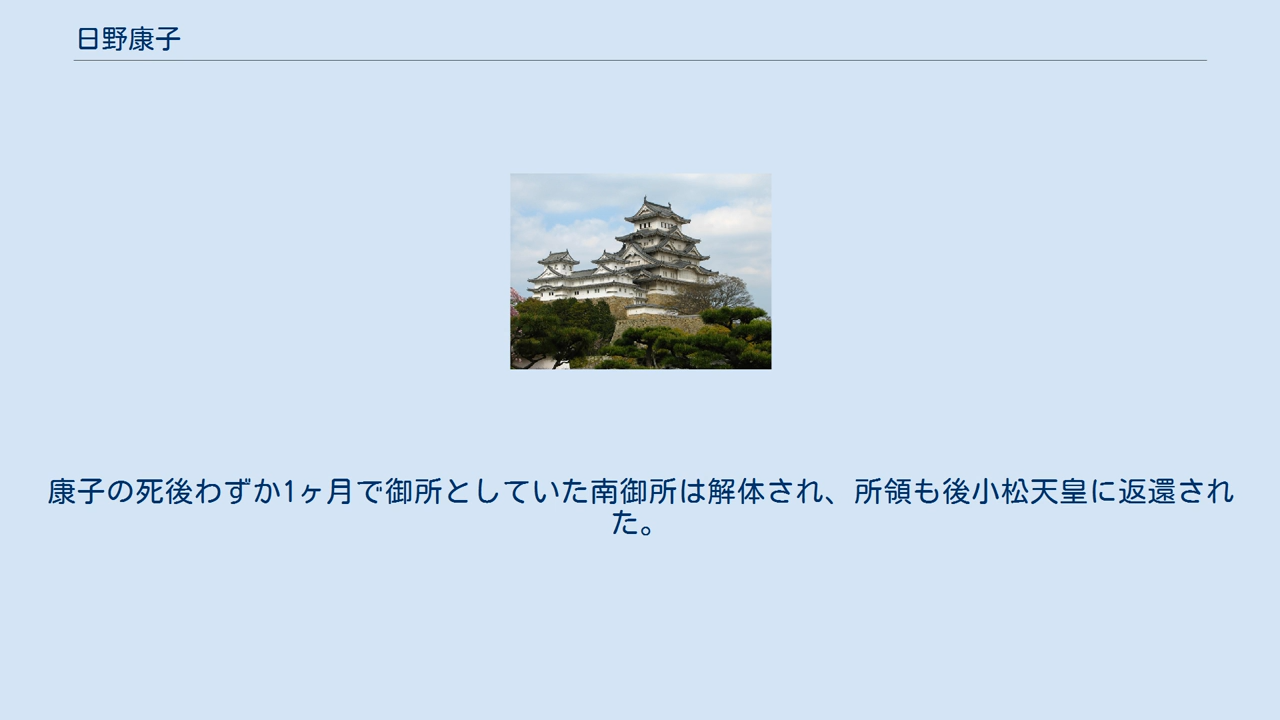 日野康子
康子の死後わずか1ヶ月で御所としていた南御所は解体され、所領も後小松天皇に返還され
た。